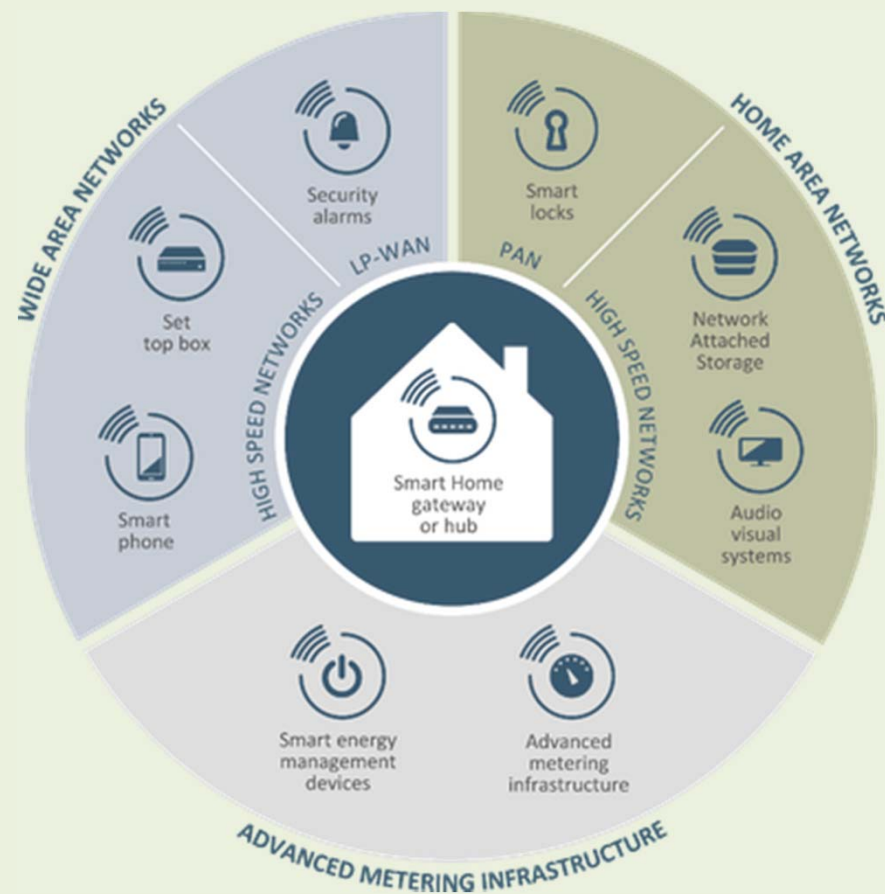 WIDE AREA NETWORKS
Security
alarms
LP-WAN
Set
top box
Smart
phone
HIGH SPEED NETWORKS
HOME AREA NETWORKS
Smart
locks
PAN
Network
Attached
Storage
Audio
visual
systems
HIGH SPEED NETWORKS
Smart Home
gateway
or hub
Smart energy
management
devices
Advanced
metering
infrastructure
ADVANCED METERING INFRASTRUCTURE